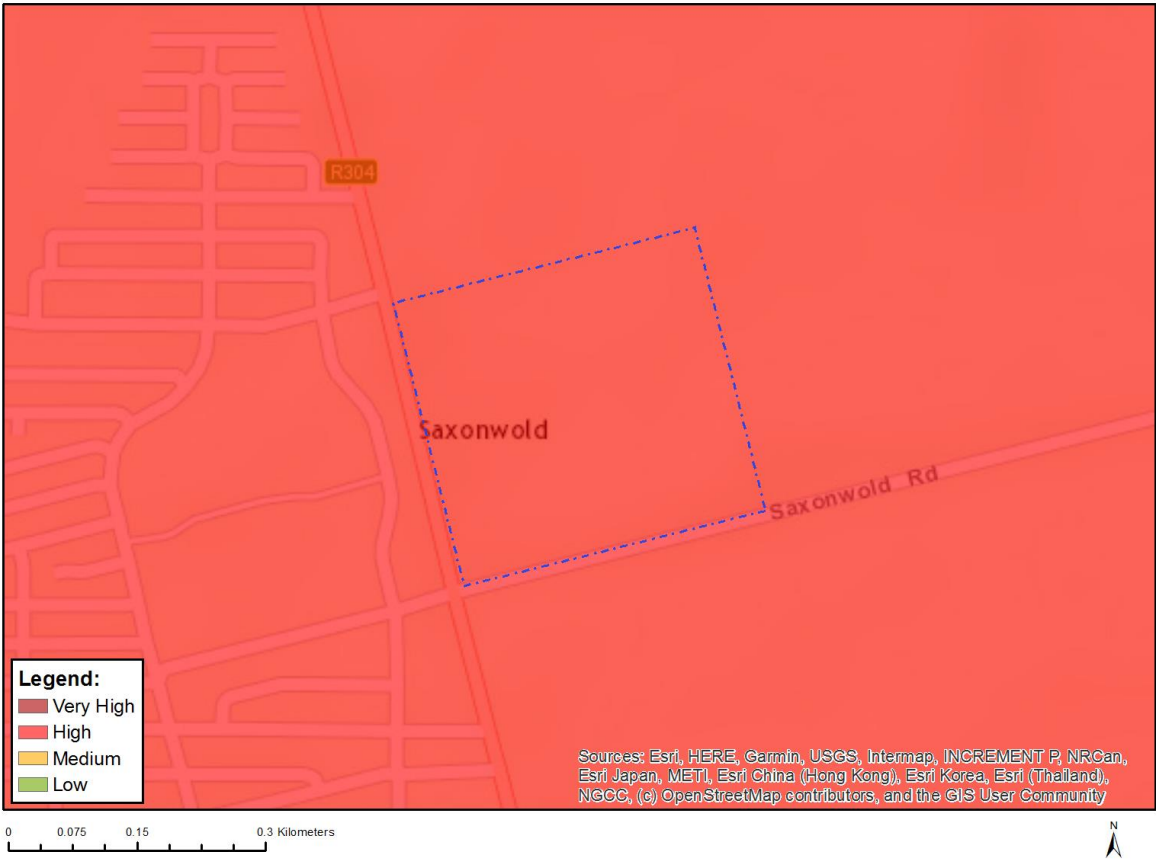 R304
Saxonwold
Saxonwold Rd
Legend:
Very High
High
Medium
Low
Sources: Esri, HERE, Garmin, USGS, Intermap, INCREMENT P, NRCan,
Esri Japan, METI, Esri China (Hong Kong), Esri Korea, Esri (Thailand),
NGCC, (c) OpenStreetMap contributors, and the GIS User Community
0 0.075 0.15 0.3 Kilometers
N